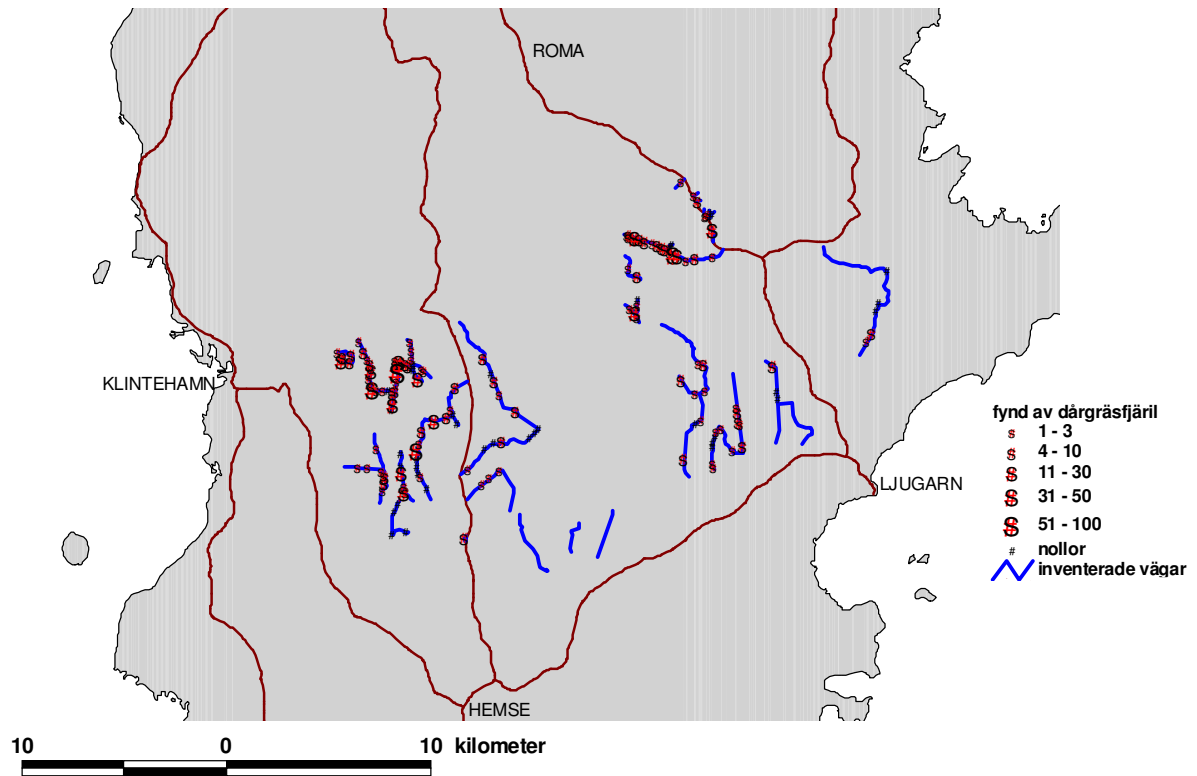 ROMA
KLINTEHAMN
LJUGARN
HEMSE
fynd av dårgräsfjäril
1 - 3
4 - 10
11 - 30
31 - 50
51 - 100
nollor
inventerade vägar
10 0 10 kilometer